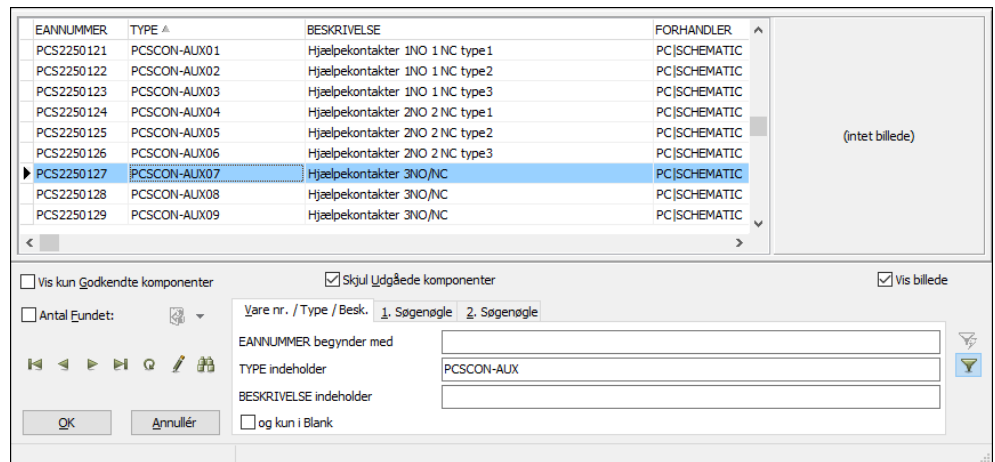 EANNUMMER TYPE BESKRIVELSE FORHANDLER
PCS2250121 PCSCON-AUX01 Hjælpekontakter 1NO 1 NC type1 PC|SCHEMATIC
PCS2250122 PCSCON-AUX02 Hjælpekontakter 1NO 1 NC type2 PC|SCHEMATIC
PCS2250123 PCSCON-AUX03 Hjælpekontakter 1NO 1 NC type3 PC|SCHEMATIC
PCS2250124 PCSCON-AUX04 Hjælpekontakter 2NO 2 NC type1 PC|SCHEMATIC
PCS2250125 PCSCON-AUX05 Hjælpekontakter 2NO 2 NC type2 PC|SCHEMATIC
PCS2250126 PCSCON-AUX06 Hjælpekontakter 2NO 2 NC type3 PC|SCHEMATIC
PCS2250127 PCSCON-AUX07 Hjælpekontakter 3NO/NC PC|SCHEMATIC
PCS2250128 PCSCON-AUX08 Hjælpekontakter 3NO/NC PC|SCHEMATIC
PCS2250129 PCSCON-AUX09 Hjælpekontakter 3NO/NC PC|SCHEMATIC
(intet billede)
Vis kun Godkendte komponenter Skjul Udgåede komponenter Vis billede
Antal Fundet:
Vare nr. / Type / Besk. 1. Søgenøgle 2. Søgenøgle
EANNUMMER begynder med
TYPE indeholder PCSCON-AUX
BESKRIVELSE indeholder
og kun i Blank
OK Annullér